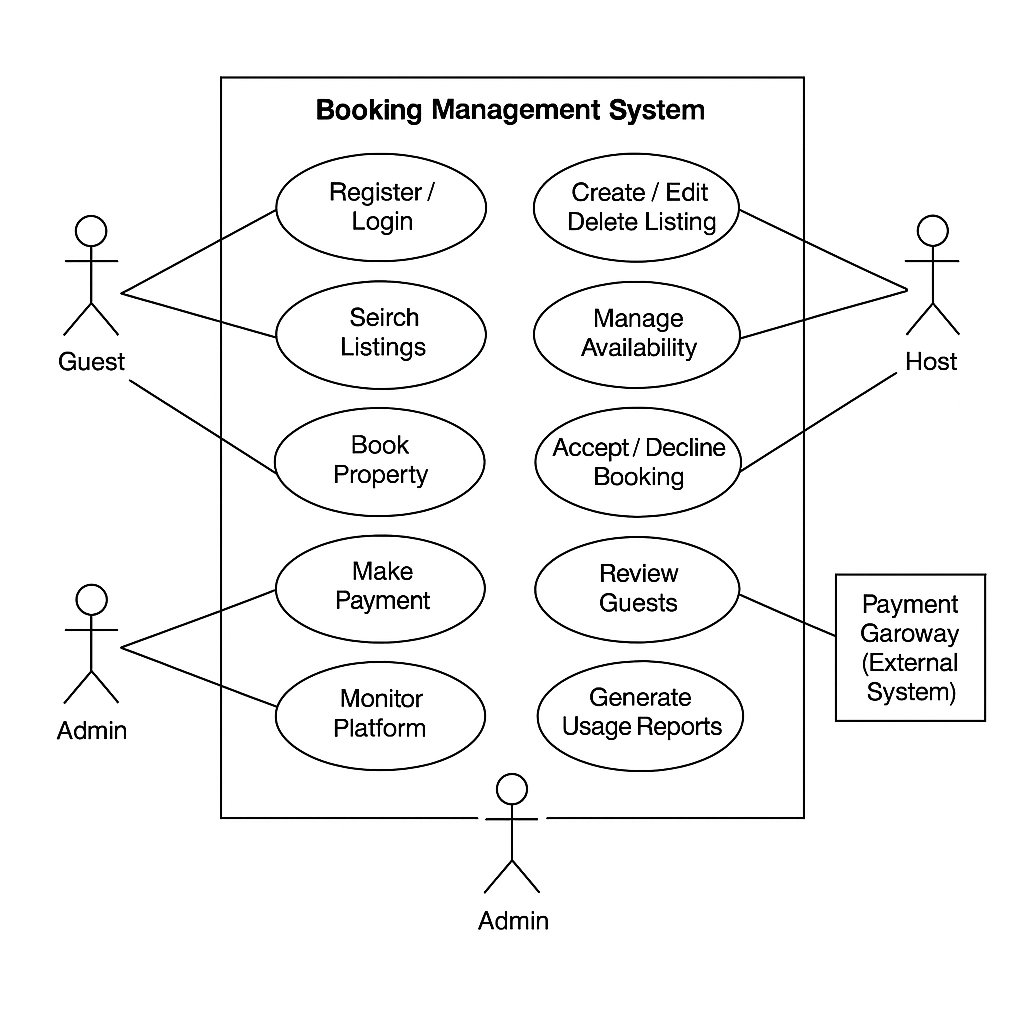 Booking Management System
Register /
Login
Create / Edit
Delete Listing
Guest
Seirch
Listings
Manage
Availability
Host
Book
Property
Accept / Decline
Booking
Make
Payment
Review
Guests
Payment
Garoway
(External
System)
Admin
Monitor
Platform
Generate
Usage Reports
Admin